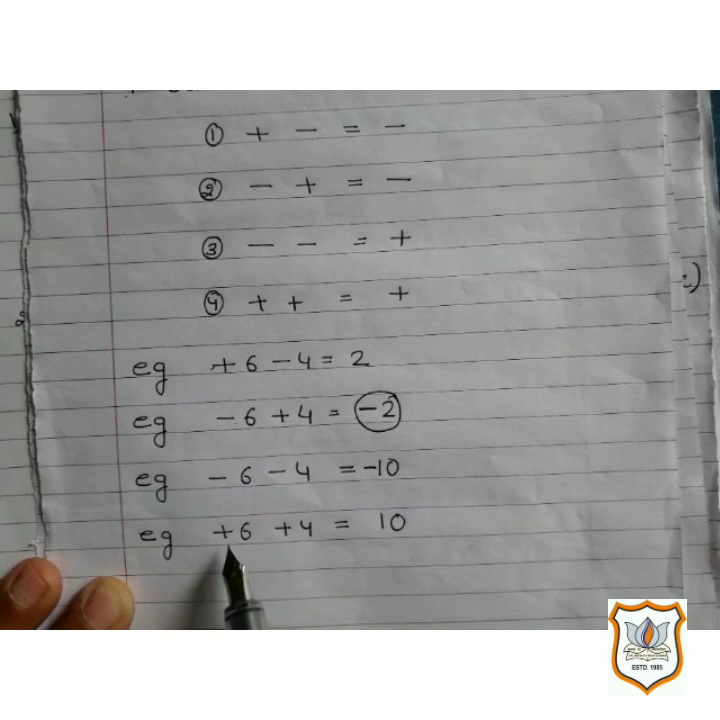 ① + - = -
② - + = -
③ - - = +
④ + + = +
eg +6-4=2
eg -6+4=-2
eg -6-4=-10
eg +6+4=10
:)
ESTD. 1985